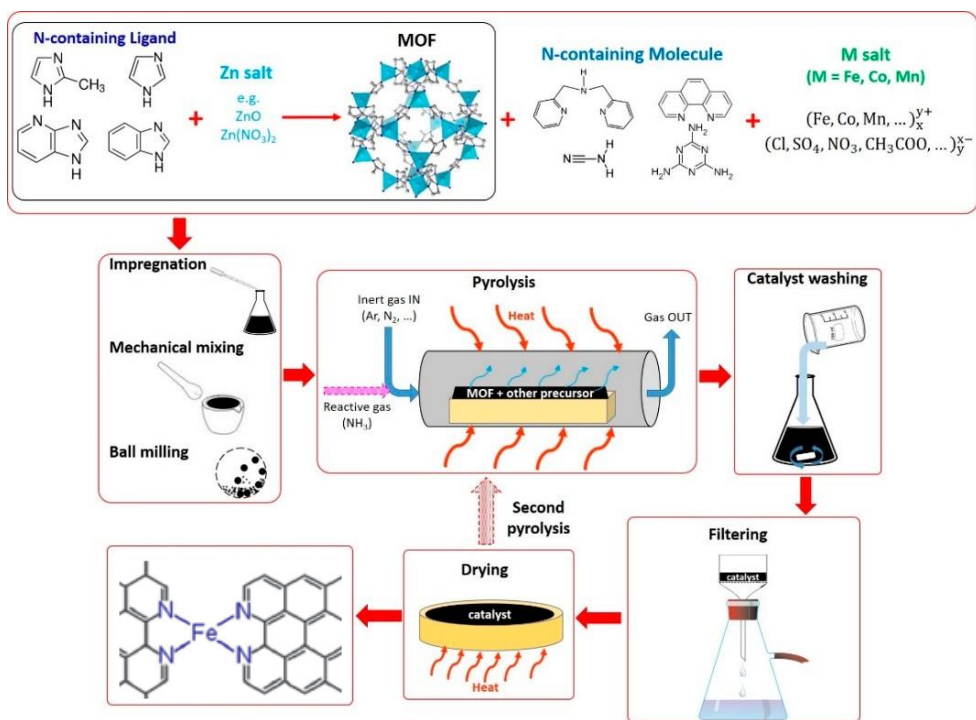 N-containing Ligand
N
N
H
CH₃
N
N
H
N
N
N
H
N
N
H
+
Zn salt
e.g.
ZnO
Zn(NO₃)₂
MOF
+
N-containing Molecule
H
N
N
N
N
N
N
N
H
H
NH₂
N
N
N
NH₂
NH₂
+
M salt
(M = Fe, Co, Mn)
(Fe, Co, Mn, ... )ₓʸ⁺
(Cl, SO₄, NO₃, CH₃COO, ... )ᵧˣ⁻
Impregnation
Mechanical mixing
Ball milling
Pyrolysis
Inert gas IN
(Ar, N₂, ...)
Heat
Gas OUT
MOF + other precursor
Reactive gas
(NH₃)
Catalyst washing
Second
pyrolysis
Filtering
catalyst
Drying
catalyst
Heat
N
N
Fe
N
N